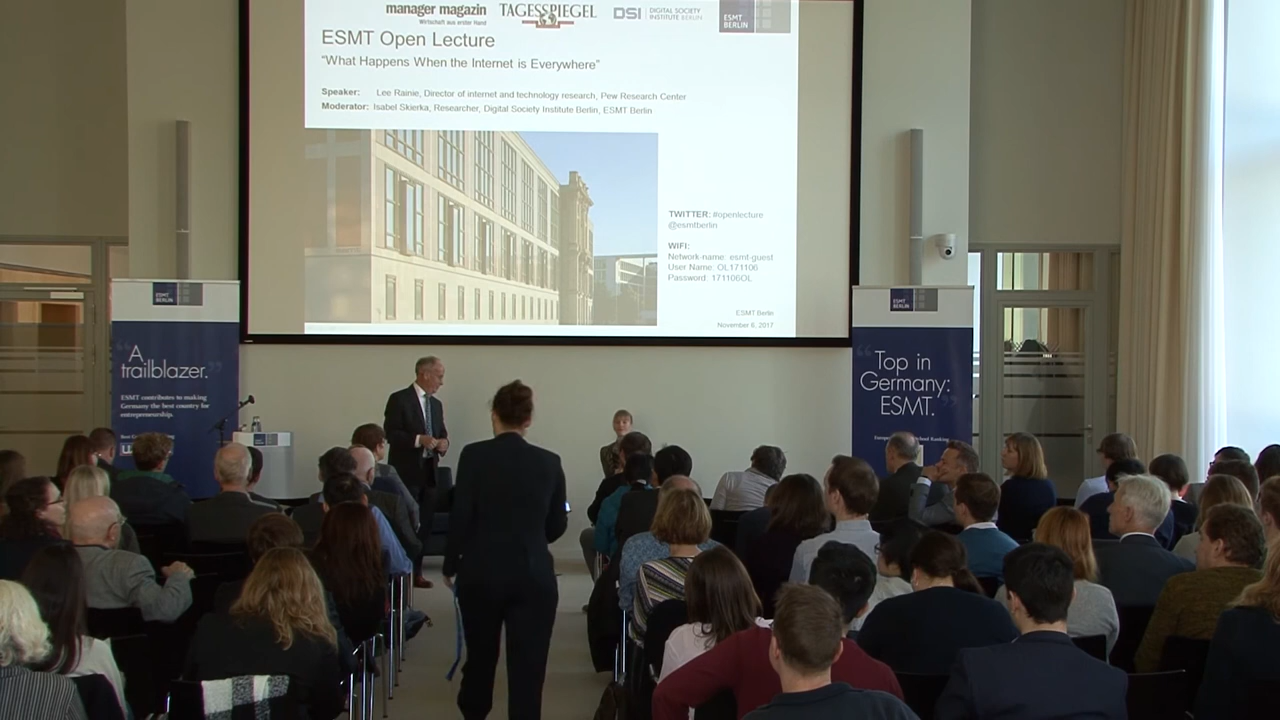 manager magazin
Wirtschaft aus erster Hand
TAGESSPIEGEL
DSI
DIGITAL SOCIETY
INSTITUTE BERLIN
ESMT
BERLIN
ESMT Open Lecture
“What Happens When the Internet is Everywhere”
Speaker: Lee Rainie, Director of internet and technology research, Pew Research Center
Moderator: Isabel Skierka, Researcher, Digital Society Institute Berlin, ESMT Berlin
TWITTER: #openlecture
@esmtberlin
WIFI:
Network-name: esmt-guest
User Name: OL171106
Password: 171106OL
ESMT Berlin
November 6, 2017
ESMT
BERLIN
“A
trailblazer.”
ESMT contributes to making
Germany the best country for
entrepreneurship.
ESMT
BERLIN
“Top in
Germany:
ESMT.”